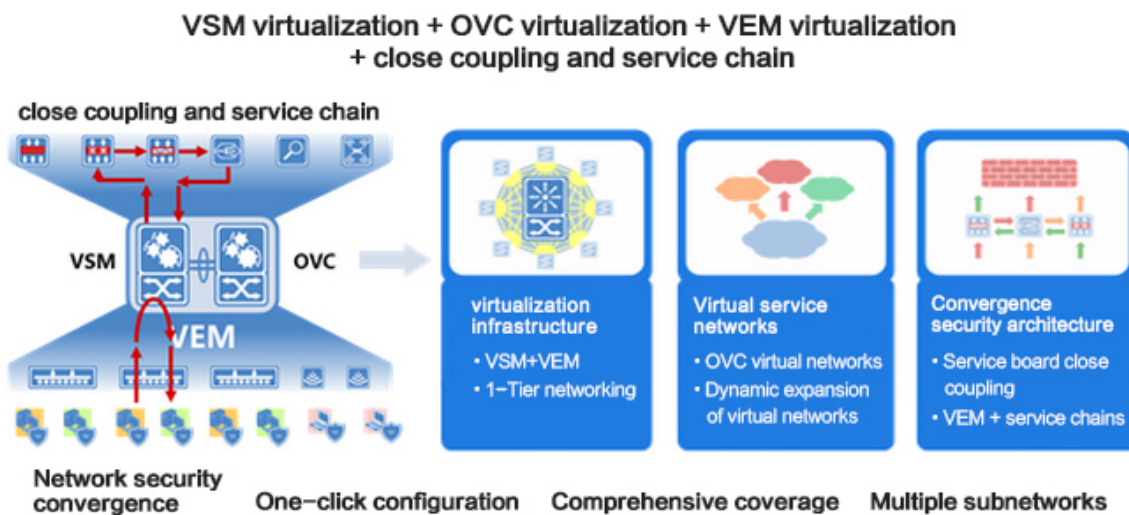 VSM virtualization + OVC virtualization + VEM virtualization
+ close coupling and service chain
close coupling and service chain
VSM
OVC
VEM
virtualization
infrastructure
• VSM+VEM
• 1-Tier networking
Virtual service
networks
• OVC virtual networks
• Dynamic expansion
of virtual networks
Convergence
security architecture
• Service board close
coupling
• VEM + service chains
Network security
convergence
One-click configuration
Comprehensive coverage
Multiple subnetworks